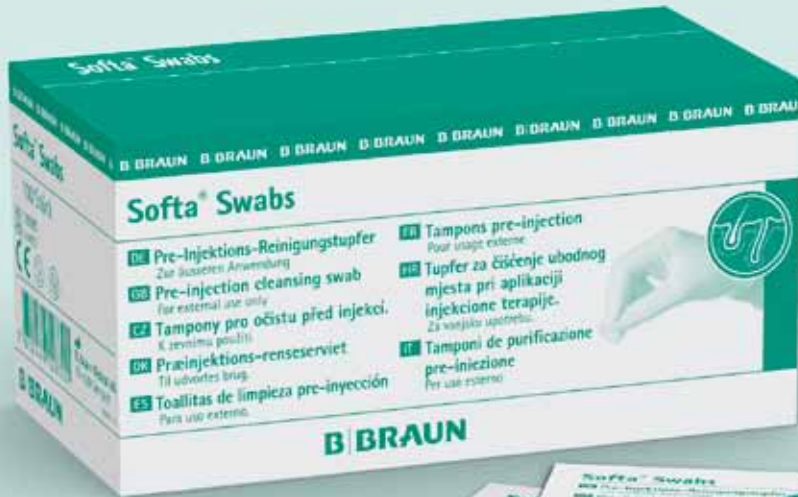 Softa® Swabs
B BRAUN B BRAUN B BRAUN B BRAUN B BRAUN B BRAUN B BRAUN B BRAUN B BRAUN
Softa® Swabs
Softa® Swabs
DE Pre-Injektions-Reinigungstupfer
Zur äusseren Anwendung
GB Pre-injection cleansing swab
For external use only
CZ Tampony pro očistu před injekcí.
K zevnímu použití
DK Præinjektions-renseserviet
Til udvortes brug.
ES Toallitas de limpieza pre-inyección
Para uso externo.
FR Tampons pre-injection
Pour usage externe
HR Tupfer za čišćenje ubodnog
mjesta pri aplikaciji
injekcione terapije.
Za vanjsku upotrebu.
IT Tamponi de purificazione
pre-iniezione
Per uso esterno
CE
B BRAUN
B BRAUN
Softa® Swabs